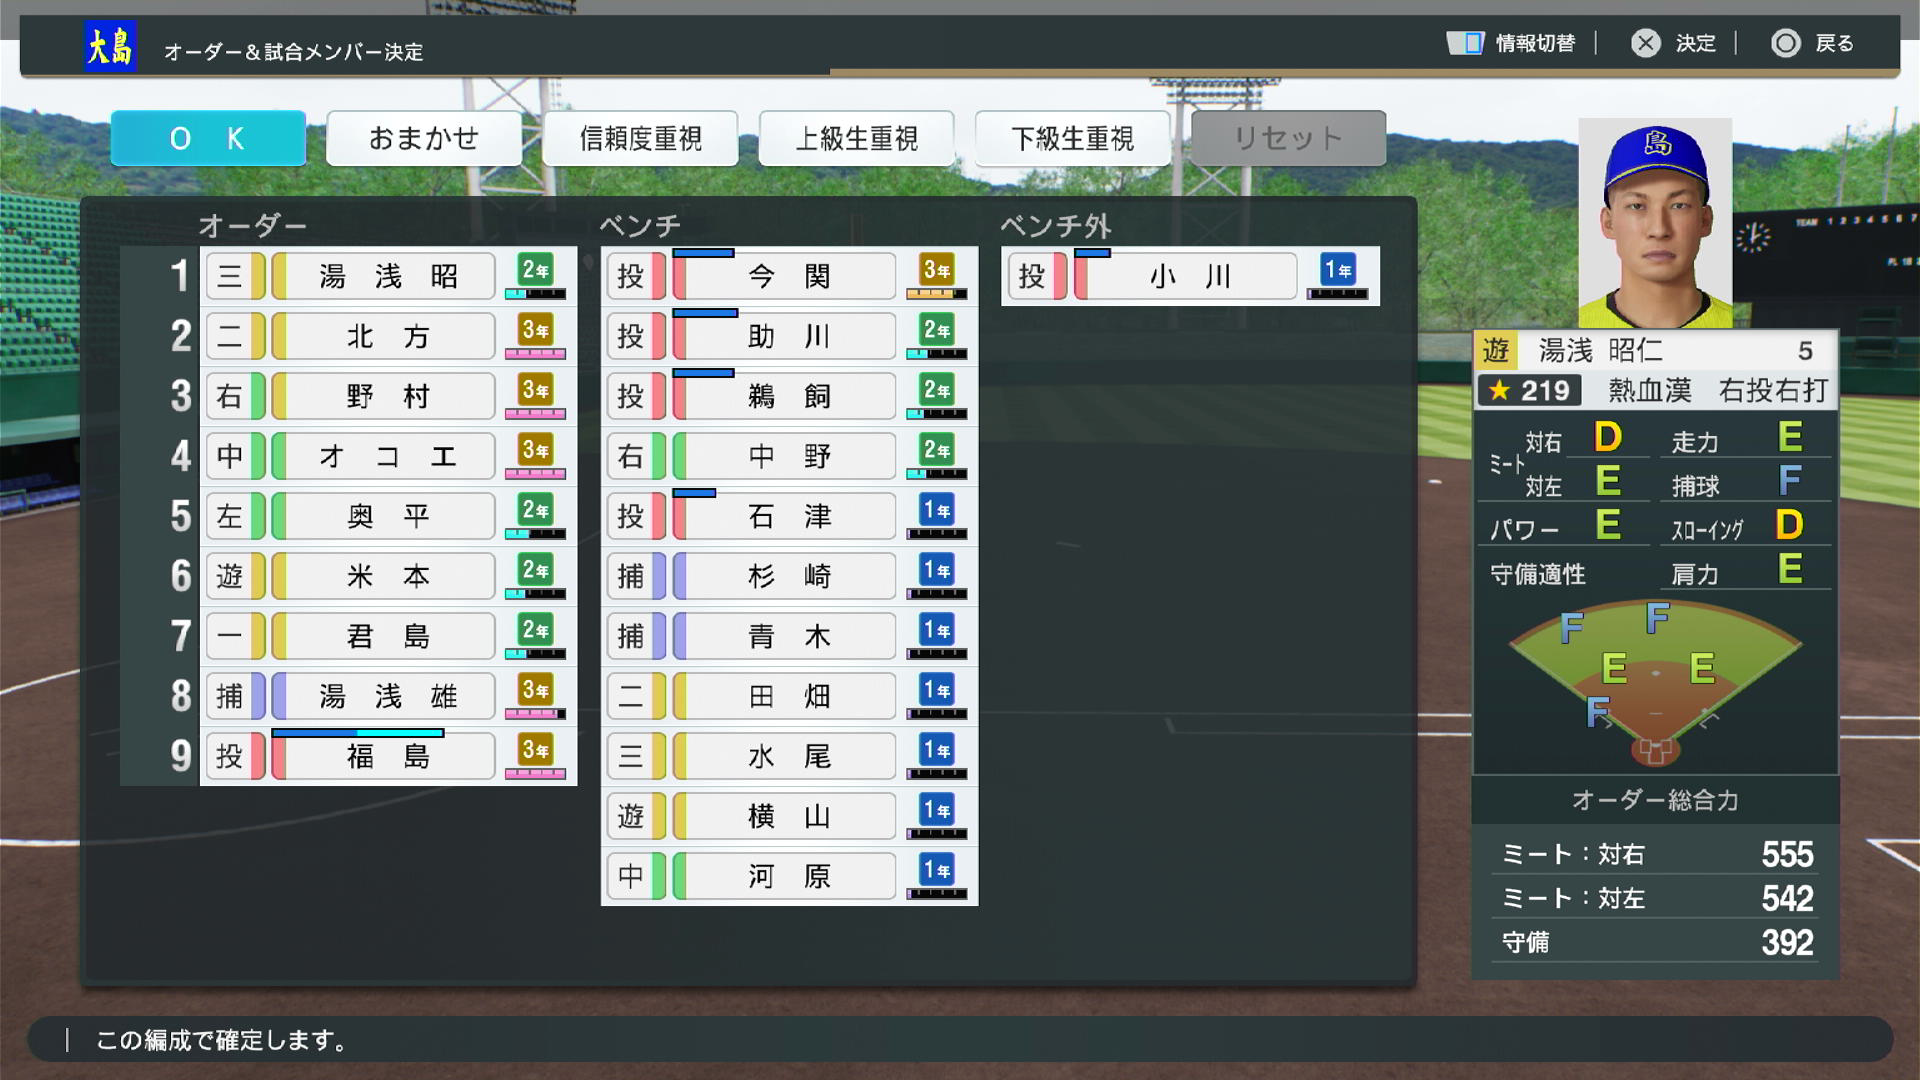 大島 オーダー＆試合メンバー決定 情報切替 決定 戻る
OK おまかせ 信頼度重視 上級生重視 下級生重視 リセット
オーダー
1 三 湯浅昭 2年
2 二 北方 3年
3 右 野村 3年
4 中 オコエ 3年
5 左 奥平 2年
6 遊 米本 2年
7 一 君島 2年
8 捕 湯浅雄 3年
9 投 福島 3年
ベンチ
投 今関 3年
投 助川 2年
投 鵜飼 2年
右 中野 2年
投 石津 1年
捕 杉崎 1年
捕 青木 1年
二 田畑 1年
三 水尾 1年
遊 横山 1年
中 河原 1年
ベンチ外
投 小川 1年
島
TEAM 1 2 3 4 5 6 7
遊 湯浅 昭仁 5
★ 219 熱血漢 右投右打
ミート 対右 D 走力 E
対左 E 捕球 F
パワー E スローイング D
守備適性 肩力 E
F F
E E
F
オーダー総合力
ミート：対右 555
ミート：対左 542
守備 392
この編成で確定します。